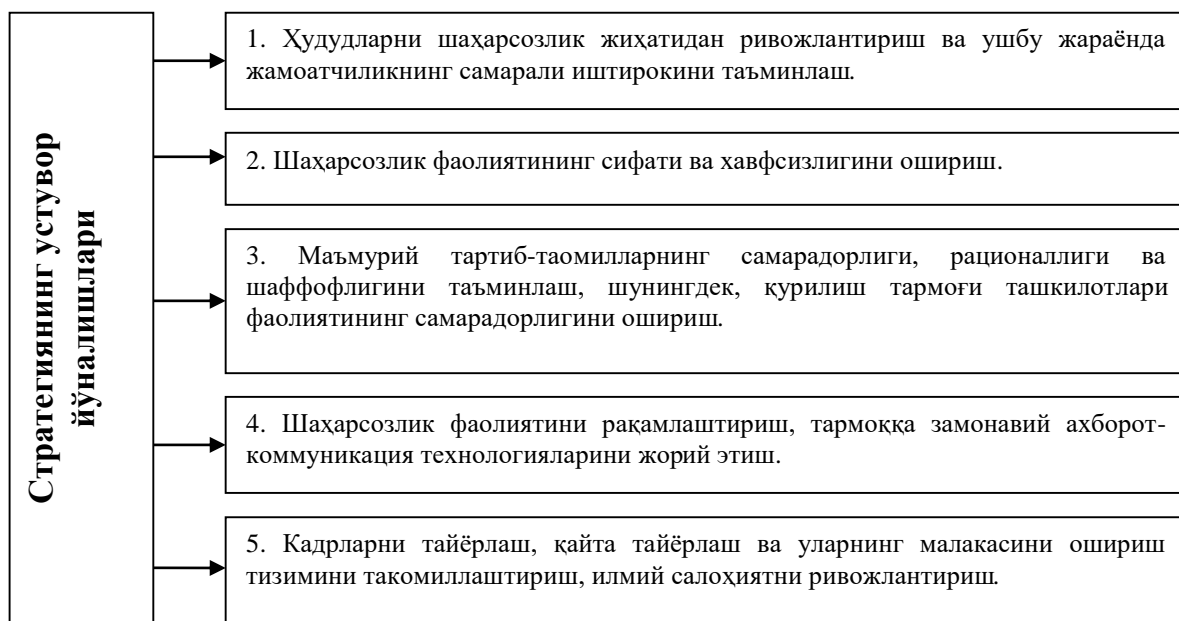 Стратегиянинг устувор
йўналишлари
1. Ҳудудларни шаҳарсозлик жиҳатидан ривожлантириш ва ушбу жараёнда
жамоатчиликнинг самарали иштирокини таъминлаш.
2. Шаҳарсозлик фаолиятининг сифати ва хавфсизлигини ошириш.
3. Маъмурий тартиб-таомилларнинг самарадорлиги, рационаллиги ва
шаффофлигини таъминлаш, шунингдек, қурилиш тармоғи ташкилотлари
фаолиятининг самарадорлигини ошириш.
4. Шаҳарсозлик фаолиятини рақамлаштириш, тармоққа замонавий ахборот-
коммуникация технологияларини жорий этиш.
5. Кадрларни тайёрлаш, қайта тайёрлаш ва уларнинг малакасини ошириш
тизимини такомиллаштириш, илмий салоҳиятни ривожлантириш.